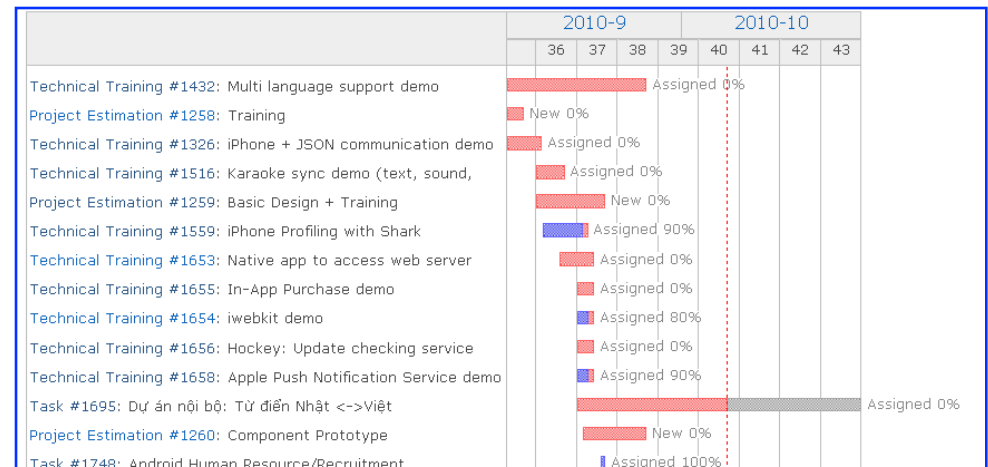 2010-9 2010-10
36 37 38 39 40 41 42 43
Technical Training #1432: Multi language support demo Assigned 0%
Project Estimation #1258: Training New 0%
Technical Training #1326: iPhone + JSON communication demo Assigned 0%
Technical Training #1516: Karaoke sync demo (text, sound, Assigned 0%
Project Estimation #1259: Basic Design + Training New 0%
Technical Training #1559: iPhone Profiling with Shark Assigned 90%
Technical Training #1653: Native app to access web server Assigned 0%
Technical Training #1655: In-App Purchase demo Assigned 0%
Technical Training #1654: iwebkit demo Assigned 80%
Technical Training #1656: Hockey: Update checking service Assigned 0%
Technical Training #1658: Apple Push Notification Service demo Assigned 90%
Task #1695: Dự án nội bộ: Từ điển Nhật <->Việt Assigned 0%
Project Estimation #1260: Component Prototype New 0%
Task #1748: Android Human Resource/Recruitment Assigned 100%